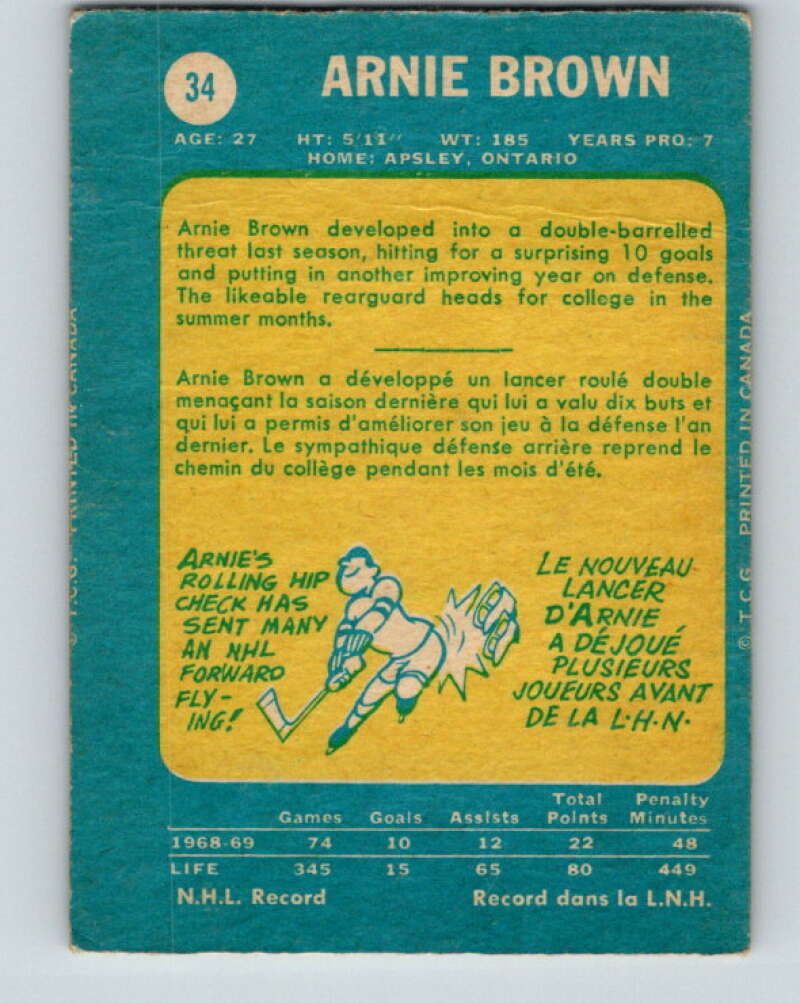 34
ARNIE BROWN
AGE: 27 HT: 5'11" WT: 185 YEARS PRO: 7
HOME: APSLEY, ONTARIO
Arnie Brown developed into a double-barrelled
threat last season, hitting for a surprising 10 goals
and putting in another improving year on defense.
The likeable rearguard heads for college in the
summer months.
Arnie Brown a développé un lancer roulé double
menaçant la saison dernière qui lui a valu dix buts et
qui lui a permis d'améliorer son jeu à la défense l'an
dernier. Le sympathique défense arrière reprend le
chemin du collège pendant les mois d'été.
ARNIE'S
ROLLING HIP
CHECK HAS
SENT MANY
AN NHL
FORWARD
FLY-
ING!
LE NOUVEAU
LANCER
D'ARNIE
A DÉJOUÉ
PLUSIEURS
JOUEURS AVANT
DE LA L.H.N.
Games Goals Assists Total Points Penalty Minutes
1968-69 74 10 12 22 48
LIFE 345 15 65 80 449
N.H.L. Record Record dans la L.N.H.
© T.C.G. PRINTED IN CANADA
© T.C.G. PRINTED IN CANADA